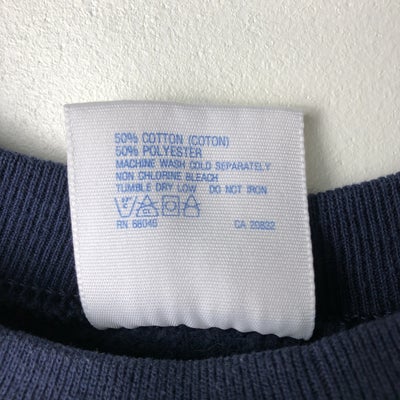 50% COTTON (COTON)
50% POLYESTER
MACHINE WASH COLD SEPARATELY
NON CHLORINE BLEACH
TUMBLE DRY LOW DO NOT IRON
RN 68046 CA 20832